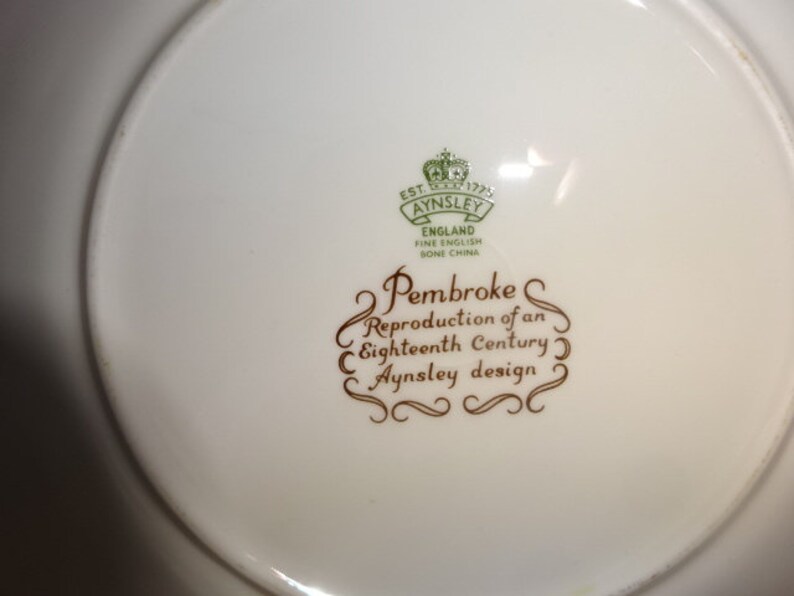 EST. 1775
AYNSLEY
ENGLAND
FINE ENGLISH
BONE CHINA
Pembroke
Reproduction of an
Eighteenth Century
Aynsley design